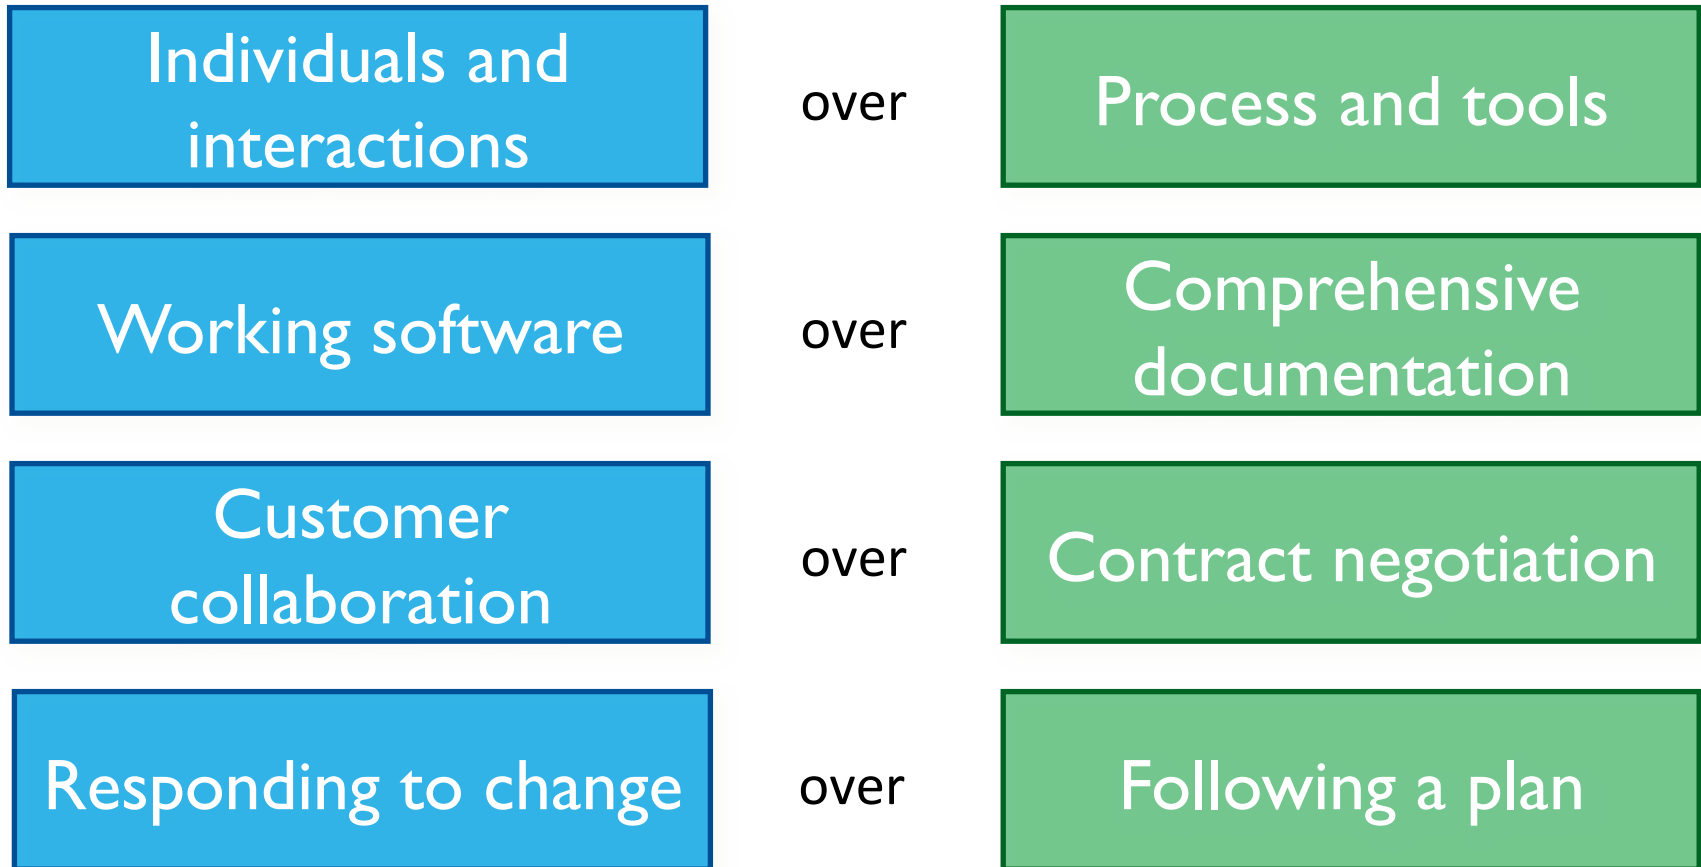 Individuals and
interactions
over
Process and tools
Working software
over
Comprehensive
documentation
Customer
collaboration
over
Contract negotiation
Responding to change
over
Following a plan